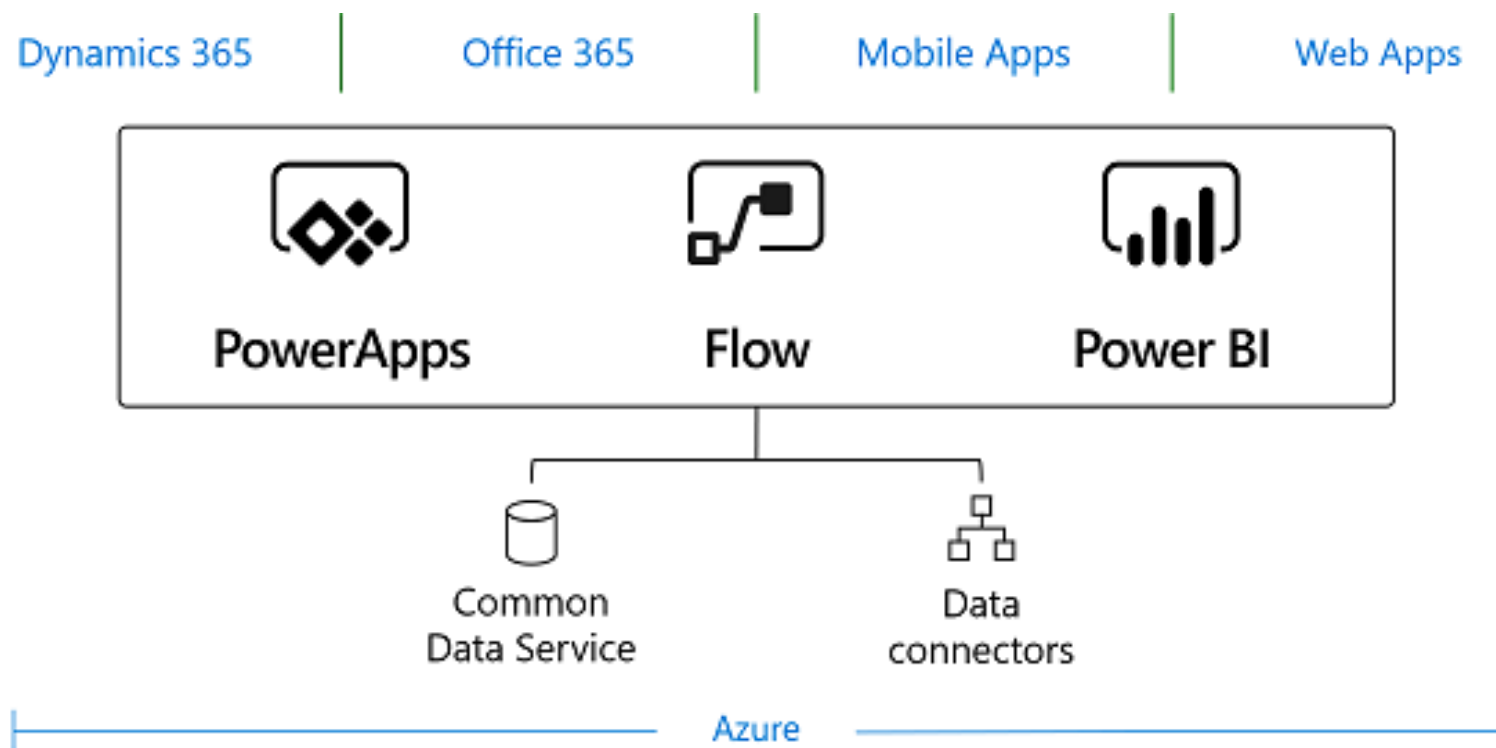 Dynamics 365
Office 365
Mobile Apps
Web Apps
PowerApps
Flow
Power BI
Common
Data Service
Data
connectors
Azure